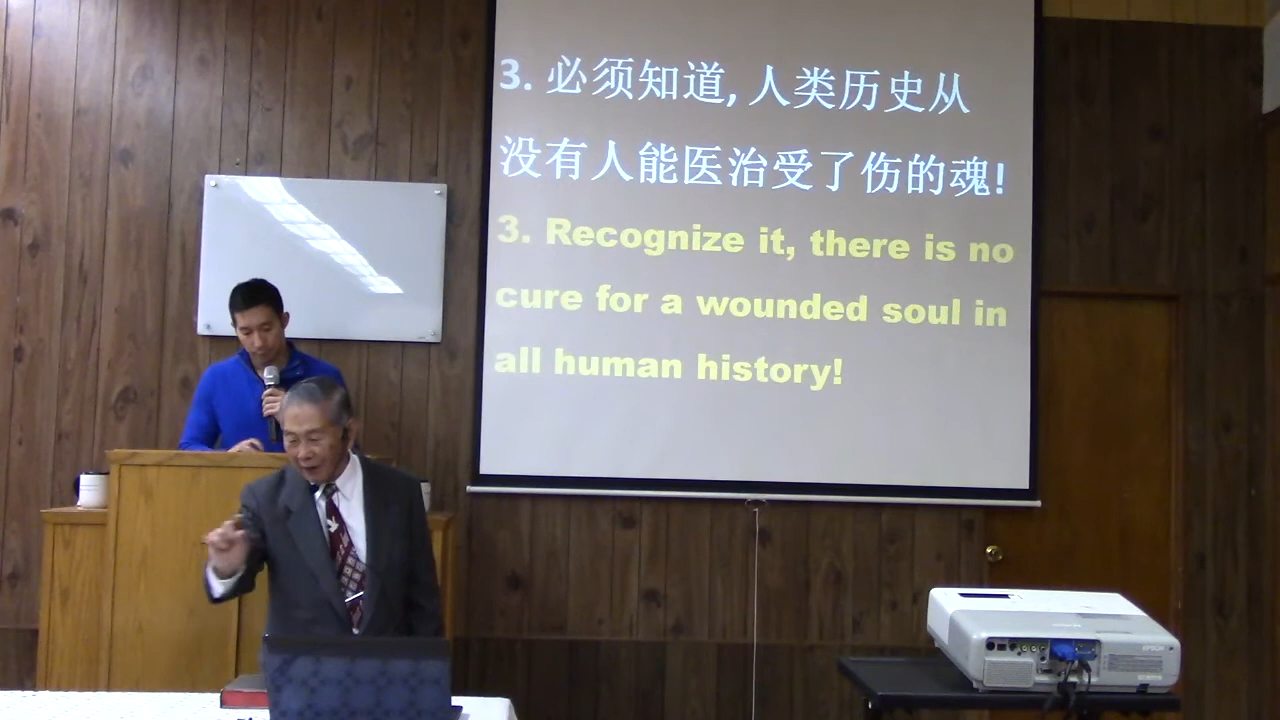 3. 必须知道, 人类历史从
没有人能医治受了伤的魂!
3. Recognize it, there is no
cure for a wounded soul in
all human history!
EPSON